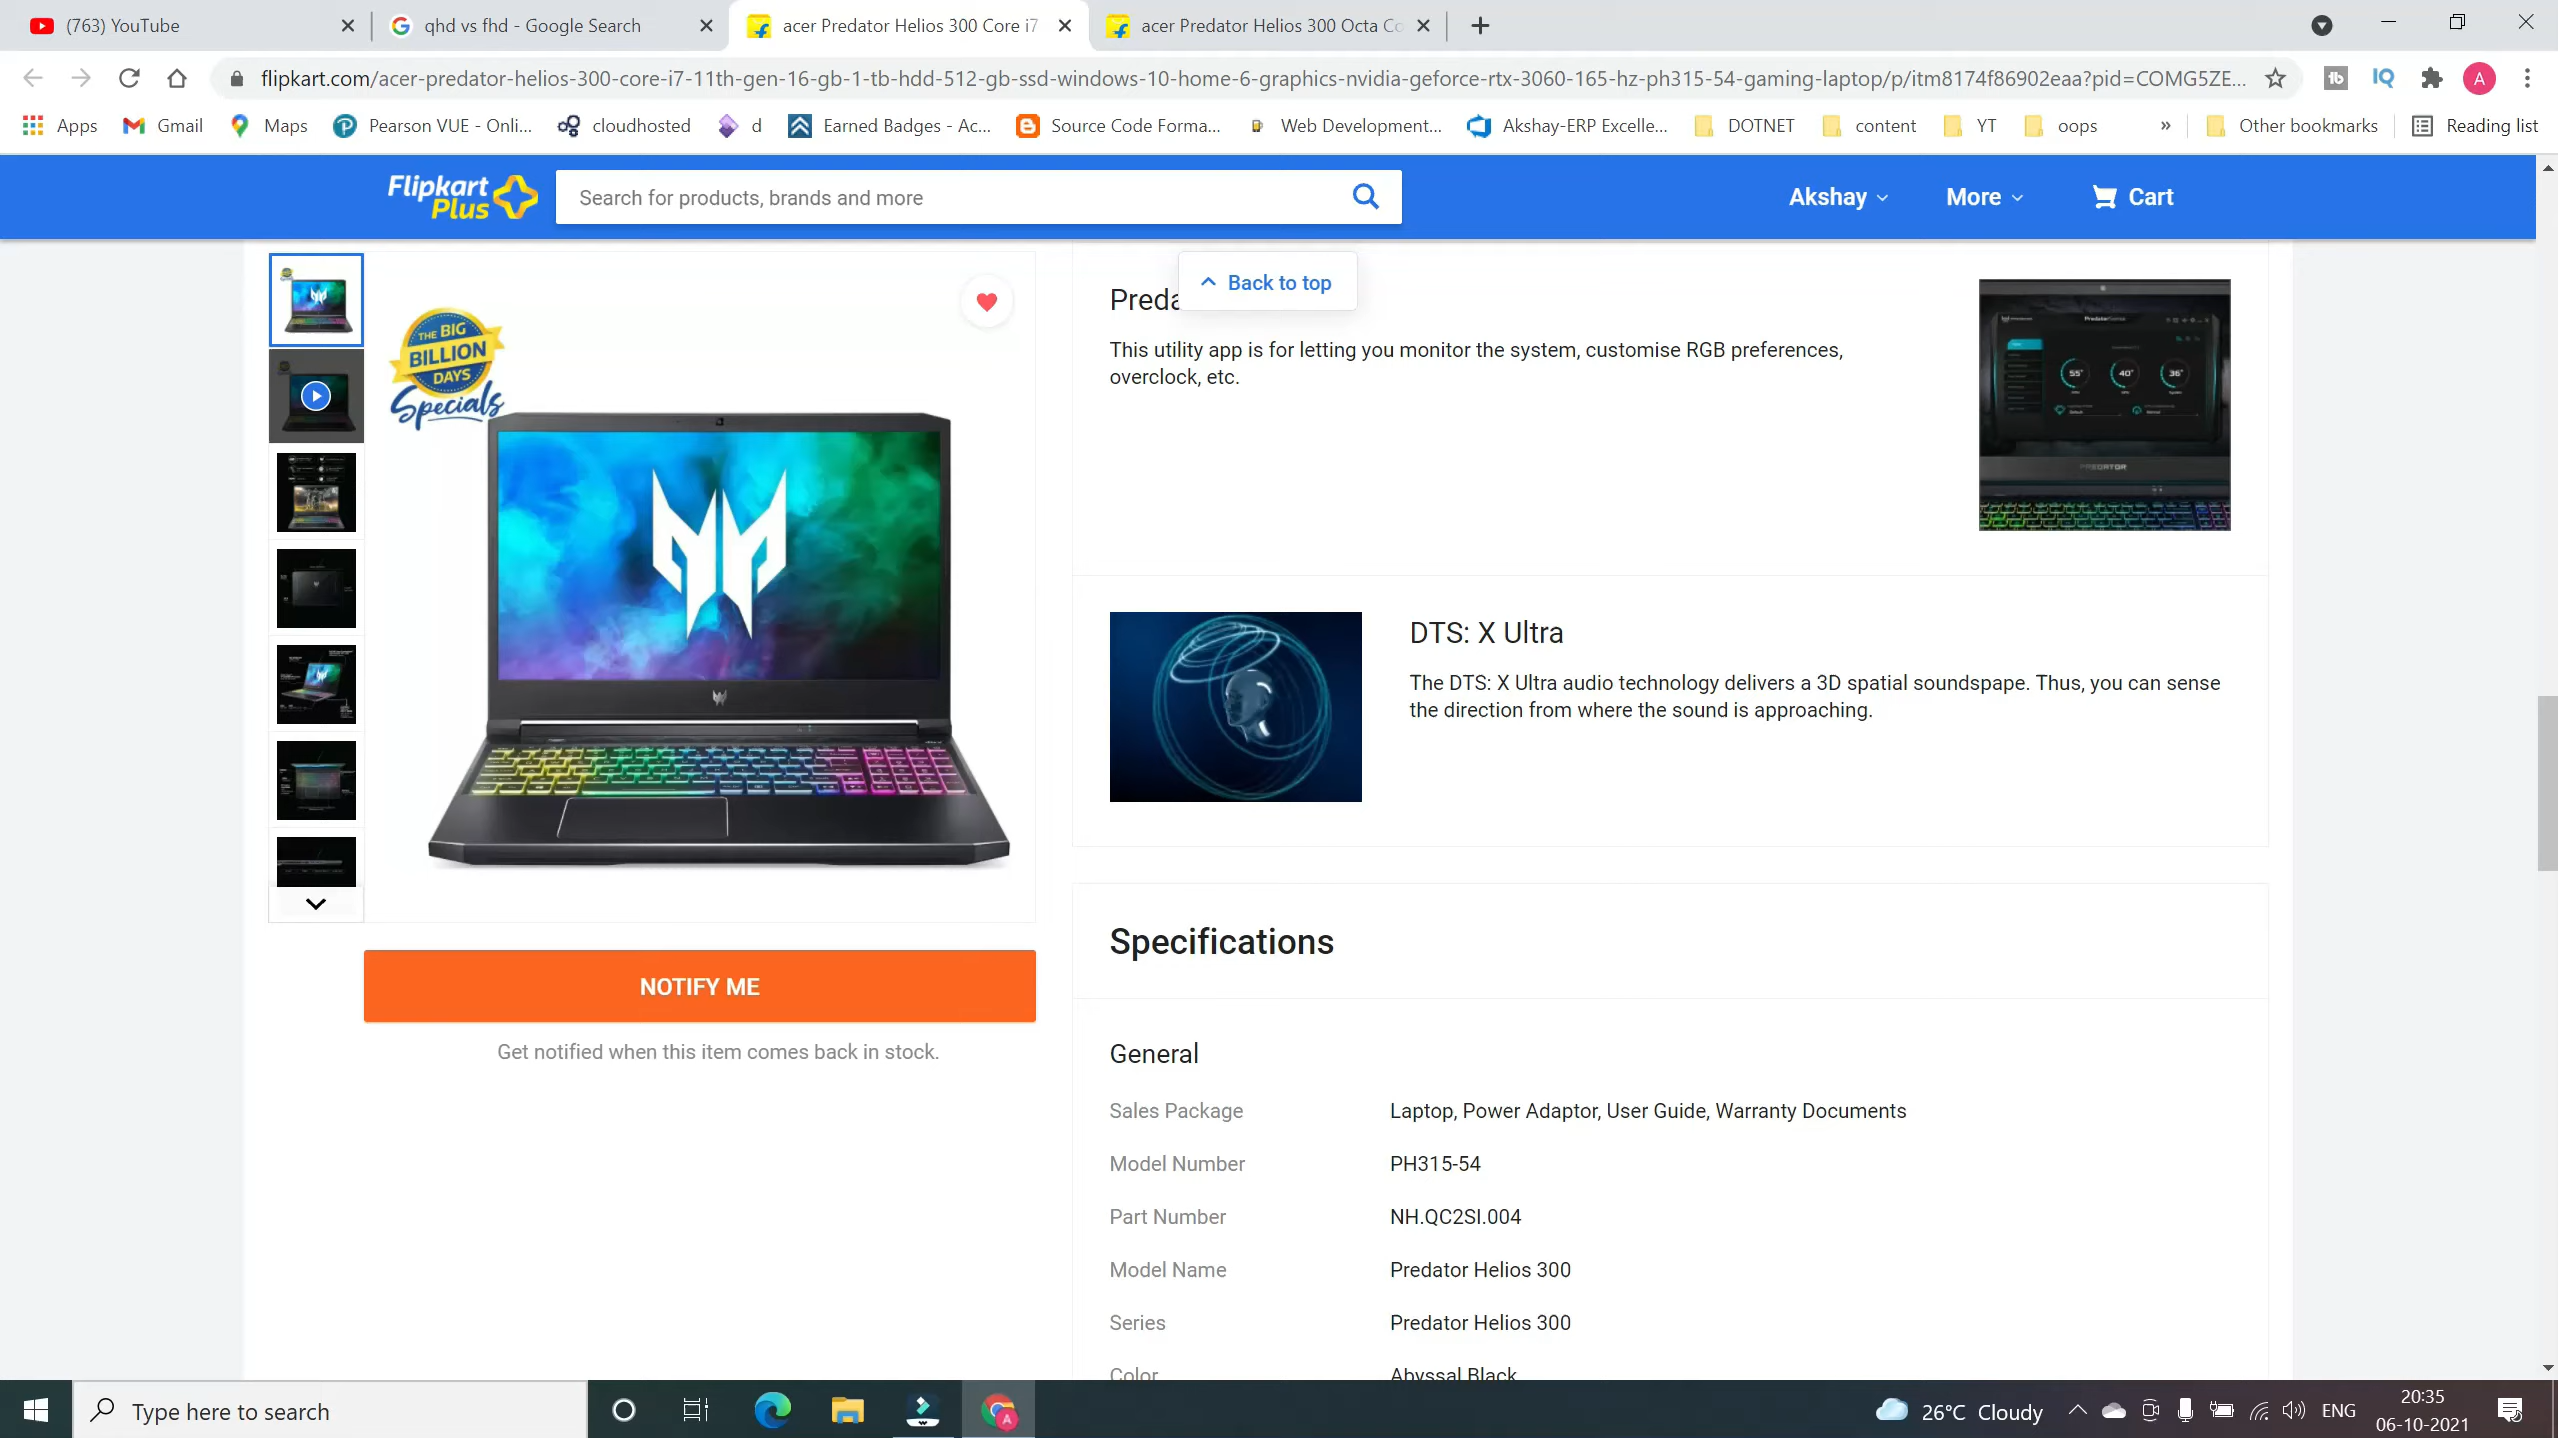 (763) YouTube
qhd vs fhd - Google Search
acer Predator Helios 300 Core i7
acer Predator Helios 300 Octa Co
flipkart.com/acer-predator-helios-300-core-i7-11th-gen-16-gb-1-tb-hdd-512-gb-ssd-windows-10-home-6-graphics-nvidia-geforce-rtx-3060-165-hz-ph315-54-gaming-laptop/p/itm8174f86902eaa?pid=COMG5ZE...
tb
IQ
A
Apps
Gmail
Maps
Pearson VUE - Onli...
cloudhosted
d
Earned Badges - Ac...
Source Code Forma...
Web Development...
Akshay-ERP Excelle...
DOTNET
content
YT
oops
»
Other bookmarks
Reading list
Flipkart
Plus
Search for products, brands and more
Akshay
More
Cart
THE BIG
BILLION
DAYS
Specials
NOTIFY ME
Get notified when this item comes back in stock.
Back to top
Preda
This utility app is for letting you monitor the system, customise RGB preferences,
overclock, etc.
55°
40°
36°
PREDATOR
DTS: X Ultra
The DTS: X Ultra audio technology delivers a 3D spatial soundspape. Thus, you can sense
the direction from where the sound is approaching.
Specifications
General
Sales Package Laptop, Power Adaptor, User Guide, Warranty Documents
Model Number PH315-54
Part Number NH.QC2SI.004
Model Name Predator Helios 300
Series Predator Helios 300
Color Abyssal Black
Type here to search
A
26°C Cloudy
ENG
20:35
06-10-2021